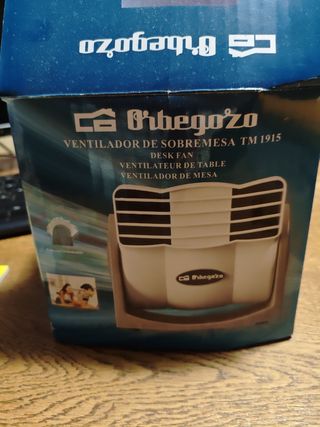 Orbegozo
Orbegozo
VENTILADOR DE SOBREMESA TM 1915
DESK FAN
VENTILATEUR DE TABLE
VENTILADOR DE MESA
Orbegozo